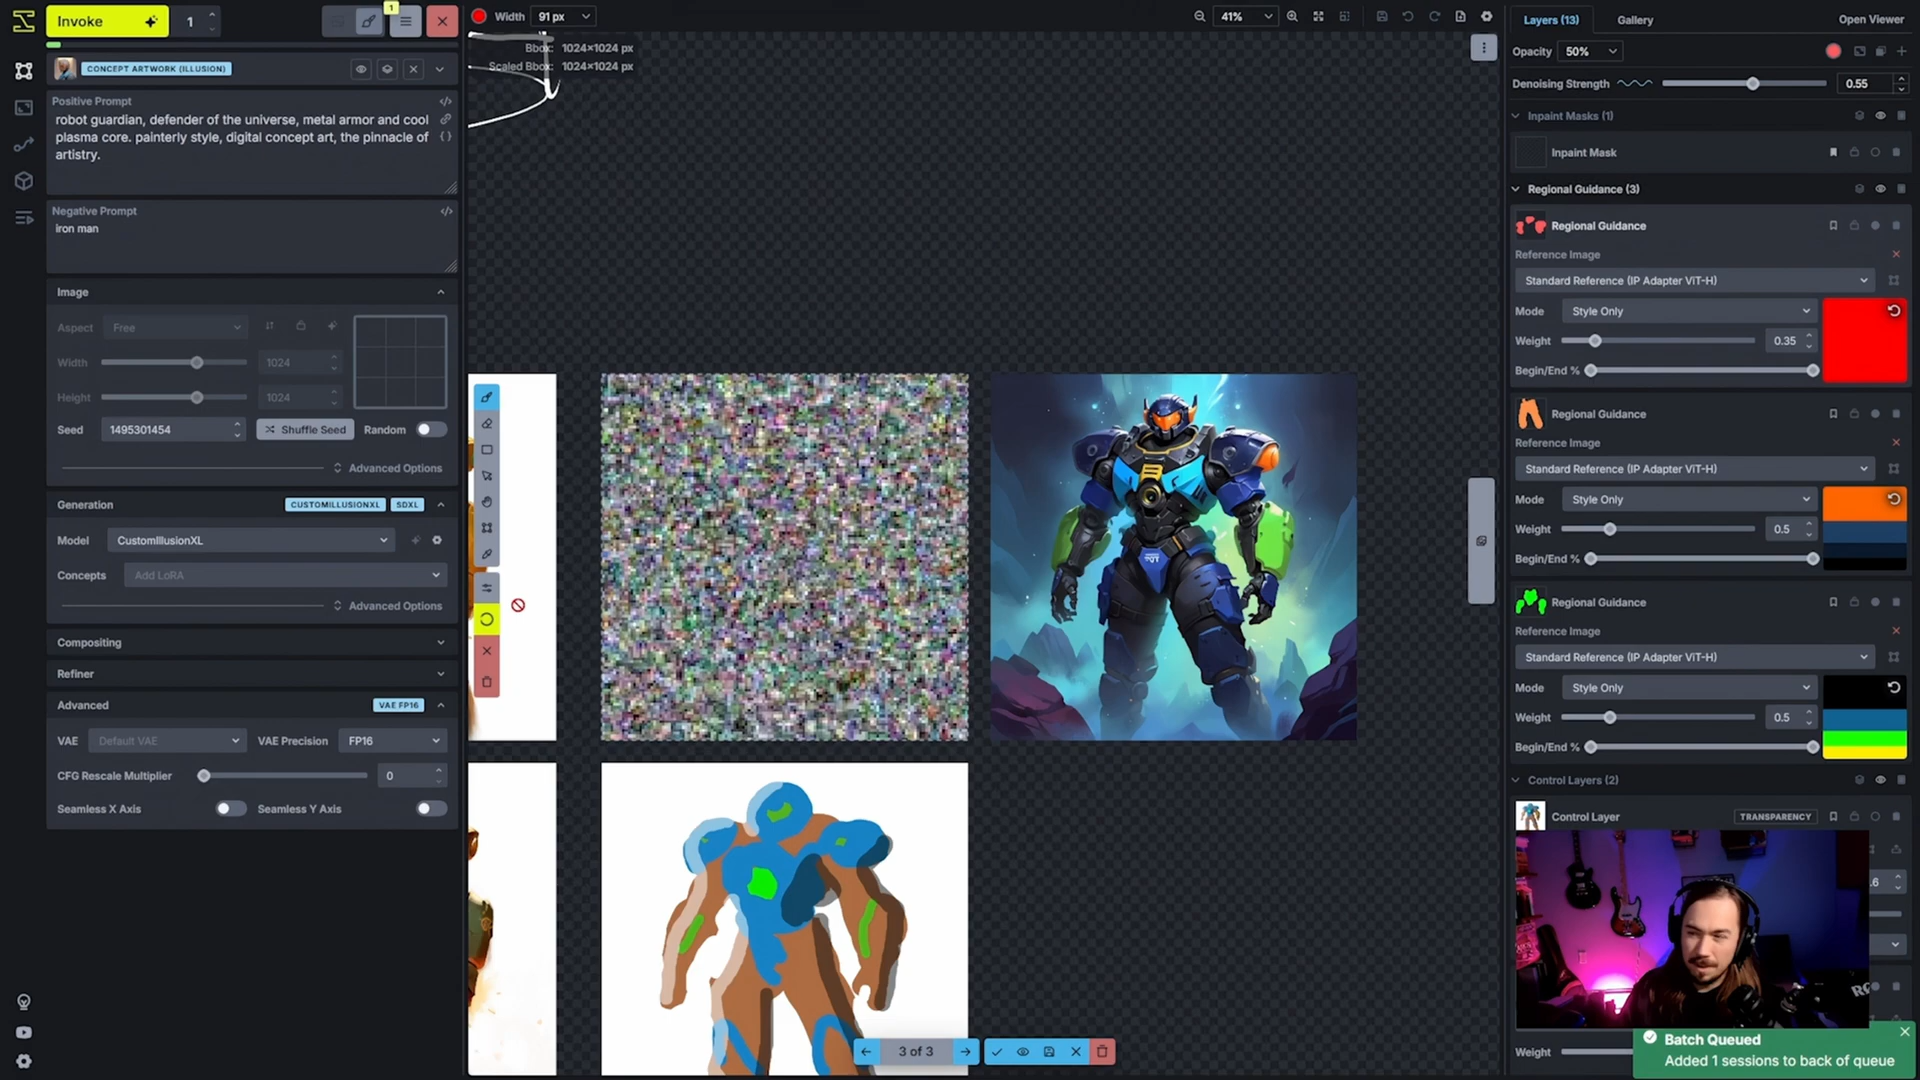 Invoke
1
1
Width
91 px
41%
Layers (13)
Gallery
Open Viewer
Bbox: 1024×1024 px
Scaled Bbox: 1024×1024 px
Opacity
50%
Denoising Strength
0.55
CONCEPT ARTWORK (ILLUSION)
Positive Prompt
robot guardian, defender of the universe, metal armor and cool
plasma core. painterly style, digital concept art, the pinnacle of
artistry.
Negative Prompt
iron man
Image
Aspect
Free
Width
1024
Height
1024
Seed
1495301454
Shuffle Seed
Random
Advanced Options
Generation
CUSTOMILLUSIONXL
SDXL
Model
CustomIllusionXL
Concepts
Add LoRA
Advanced Options
Compositing
Refiner
Advanced
VAE FP16
VAE
Default VAE
VAE Precision
FP16
CFG Rescale Multiplier
0
Seamless X Axis
Seamless Y Axis
3 of 3
Inpaint Masks (1)
Inpaint Mask
Regional Guidance (3)
Regional Guidance
Reference Image
Standard Reference (IP Adapter ViT-H)
Mode
Style Only
Weight
0.35
Begin/End %
Regional Guidance
Reference Image
Standard Reference (IP Adapter ViT-H)
Mode
Style Only
Weight
0.5
Begin/End %
Regional Guidance
Reference Image
Standard Reference (IP Adapter ViT-H)
Mode
Style Only
Weight
0.5
Begin/End %
Control Layers (2)
Control Layer
TRANSPARENCY
.6
Weight
Batch Queued
Added 1 sessions to back of queue